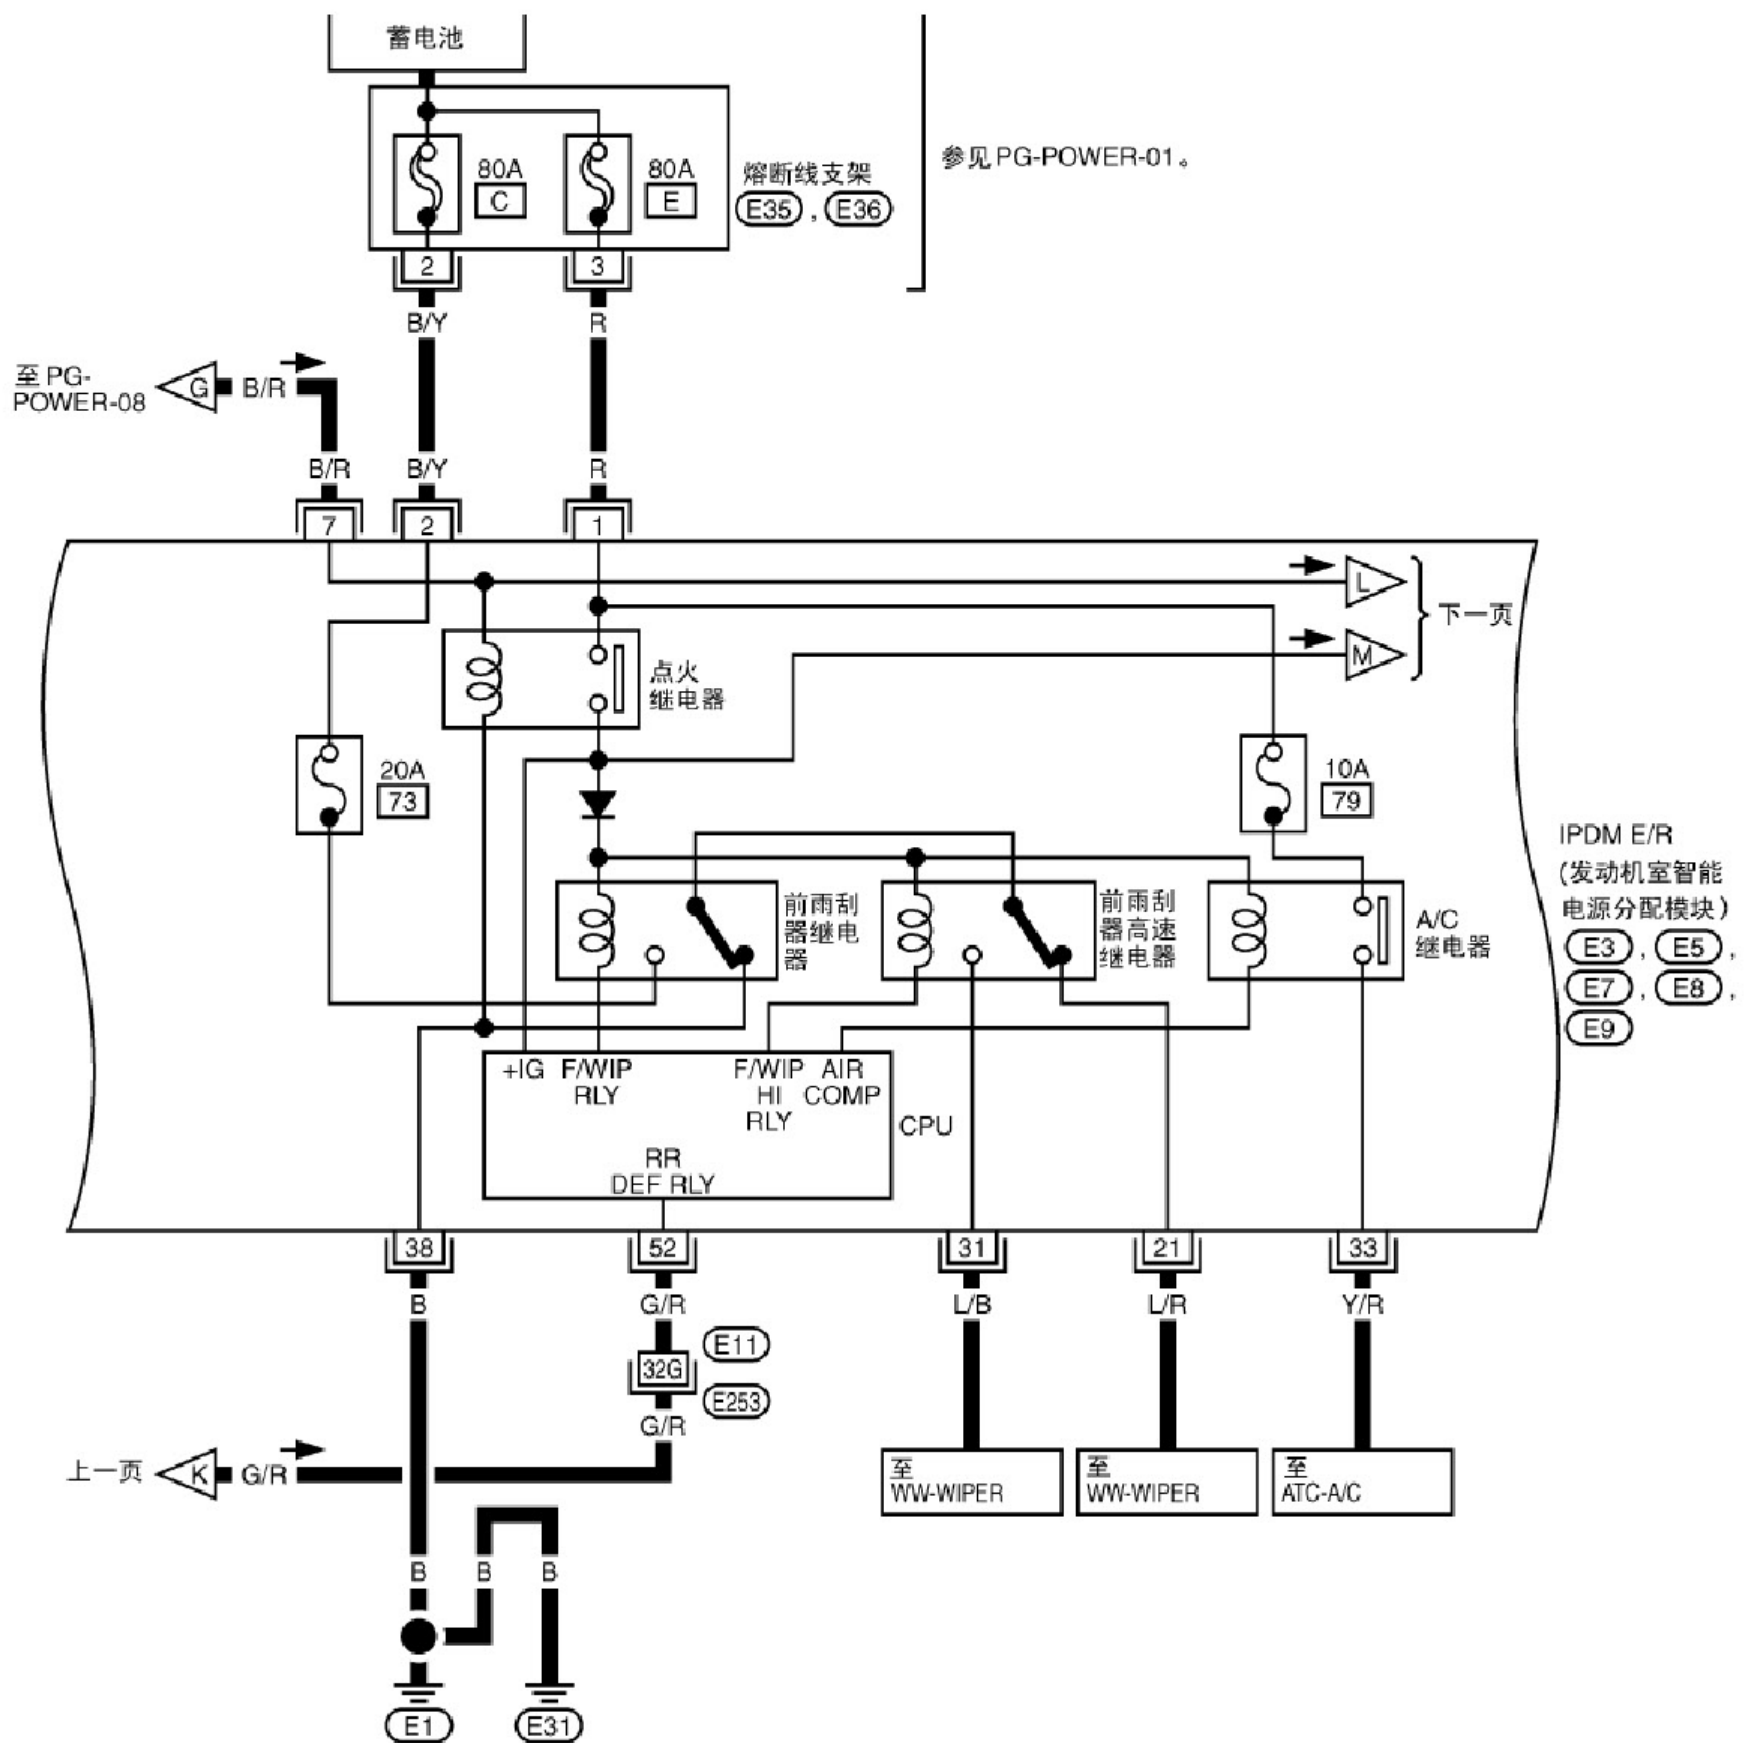 蓄电池
80A
C
80A
E
熔断线支架
E35 , E36
参见PG-POWER-01。
2
3
B/Y
R
至 PG-
POWER-08
G
B/R
B/R
B/Y
R
7
2
1
L
M
下一页
点火
继电器
20A
73
10A
79
前雨刮
器继电
器
前雨刮
器高速
继电器
A/C
继电器
IPDM E/R
(发动机室智能
电源分配模块)
E3 , E5 ,
E7 , E8 ,
E9
+IG
F/WIP
RLY
F/WIP
HI
RLY
AIR
COMP
CPU
RR
DEF RLY
38
52
31
21
33
B
G/R
L/B
L/R
Y/R
E11
32G
E253
G/R
上一页
K
G/R
至
WW-WIPER
至
WW-WIPER
至
ATC-A/C
B
B
B
E1
E31